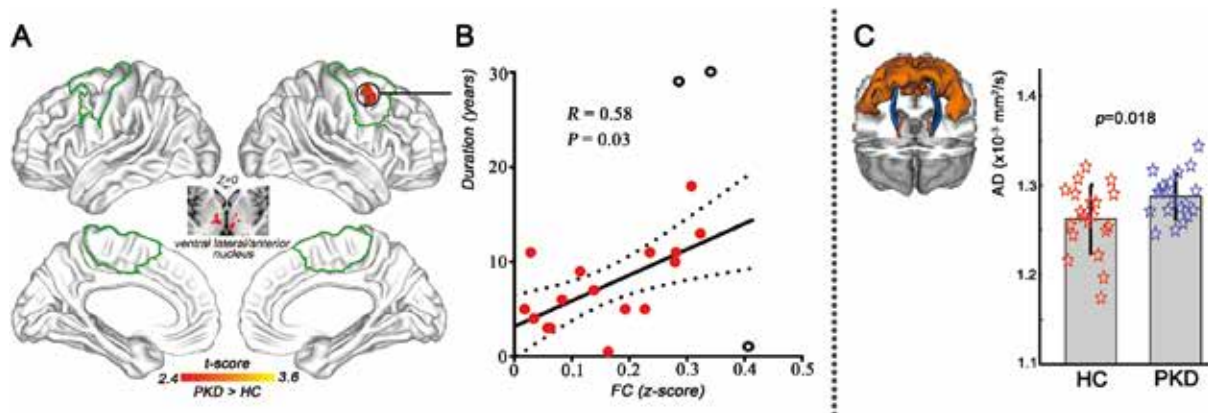 A
Z=0
ventral lateral/anterior
nucleus
t-score
2.4 3.6
PKD > HC
B
Duration (years)
30
20
10
0
R = 0.58
P = 0.03
0 0.1 0.2 0.3 0.4 0.5
FC (z-score)
C
AD (x10⁻³ mm²/s)
1.4
1.3
1.2
1.1
p=0.018
HC PKD